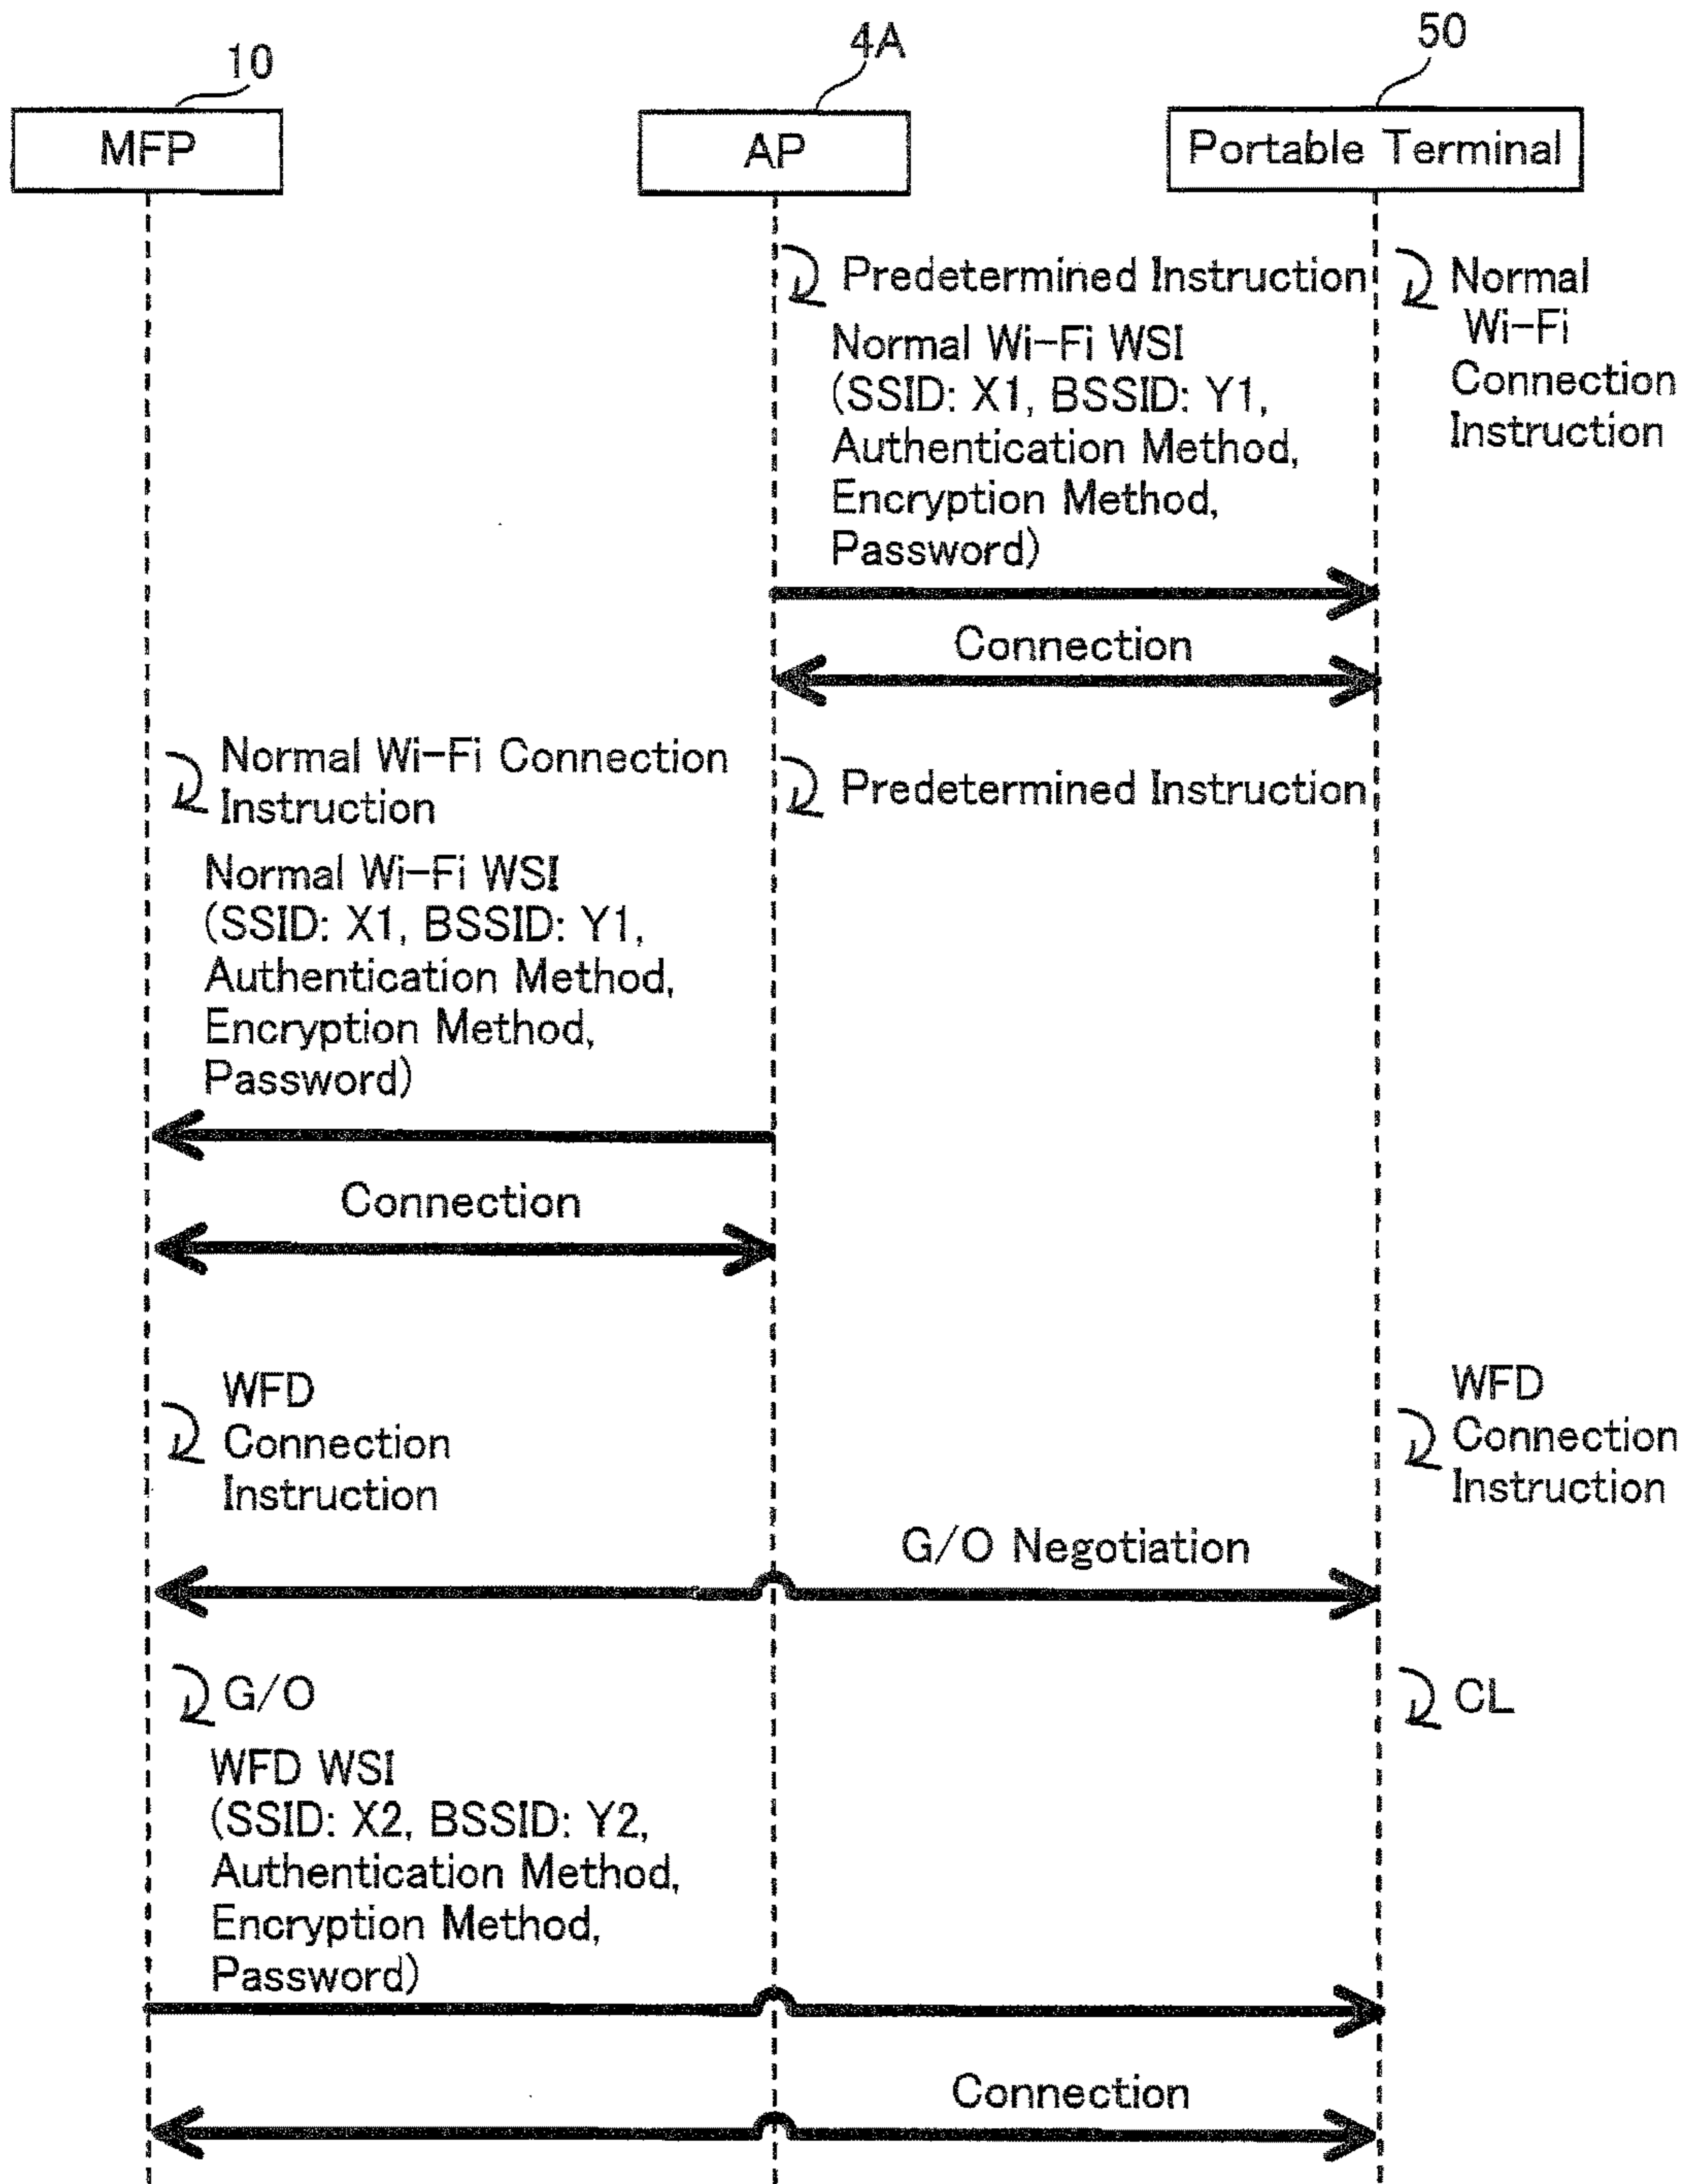 10
4A
50
MFP
AP
Portable Terminal
Predetermined Instruction
Normal
Wi-Fi
Connection
Instruction
Normal Wi-Fi WSI
(SSID: X1, BSSID: Y1,
Authentication Method,
Encryption Method,
Password)
Connection
Normal Wi-Fi Connection
Instruction
Predetermined Instruction
Normal Wi-Fi WSI
(SSID: X1, BSSID: Y1,
Authentication Method,
Encryption Method,
Password)
Connection
WFD
Connection
Instruction
WFD
Connection
Instruction
G/O Negotiation
G/O
CL
WFD WSI
(SSID: X2, BSSID: Y2,
Authentication Method,
Encryption Method,
Password)
Connection